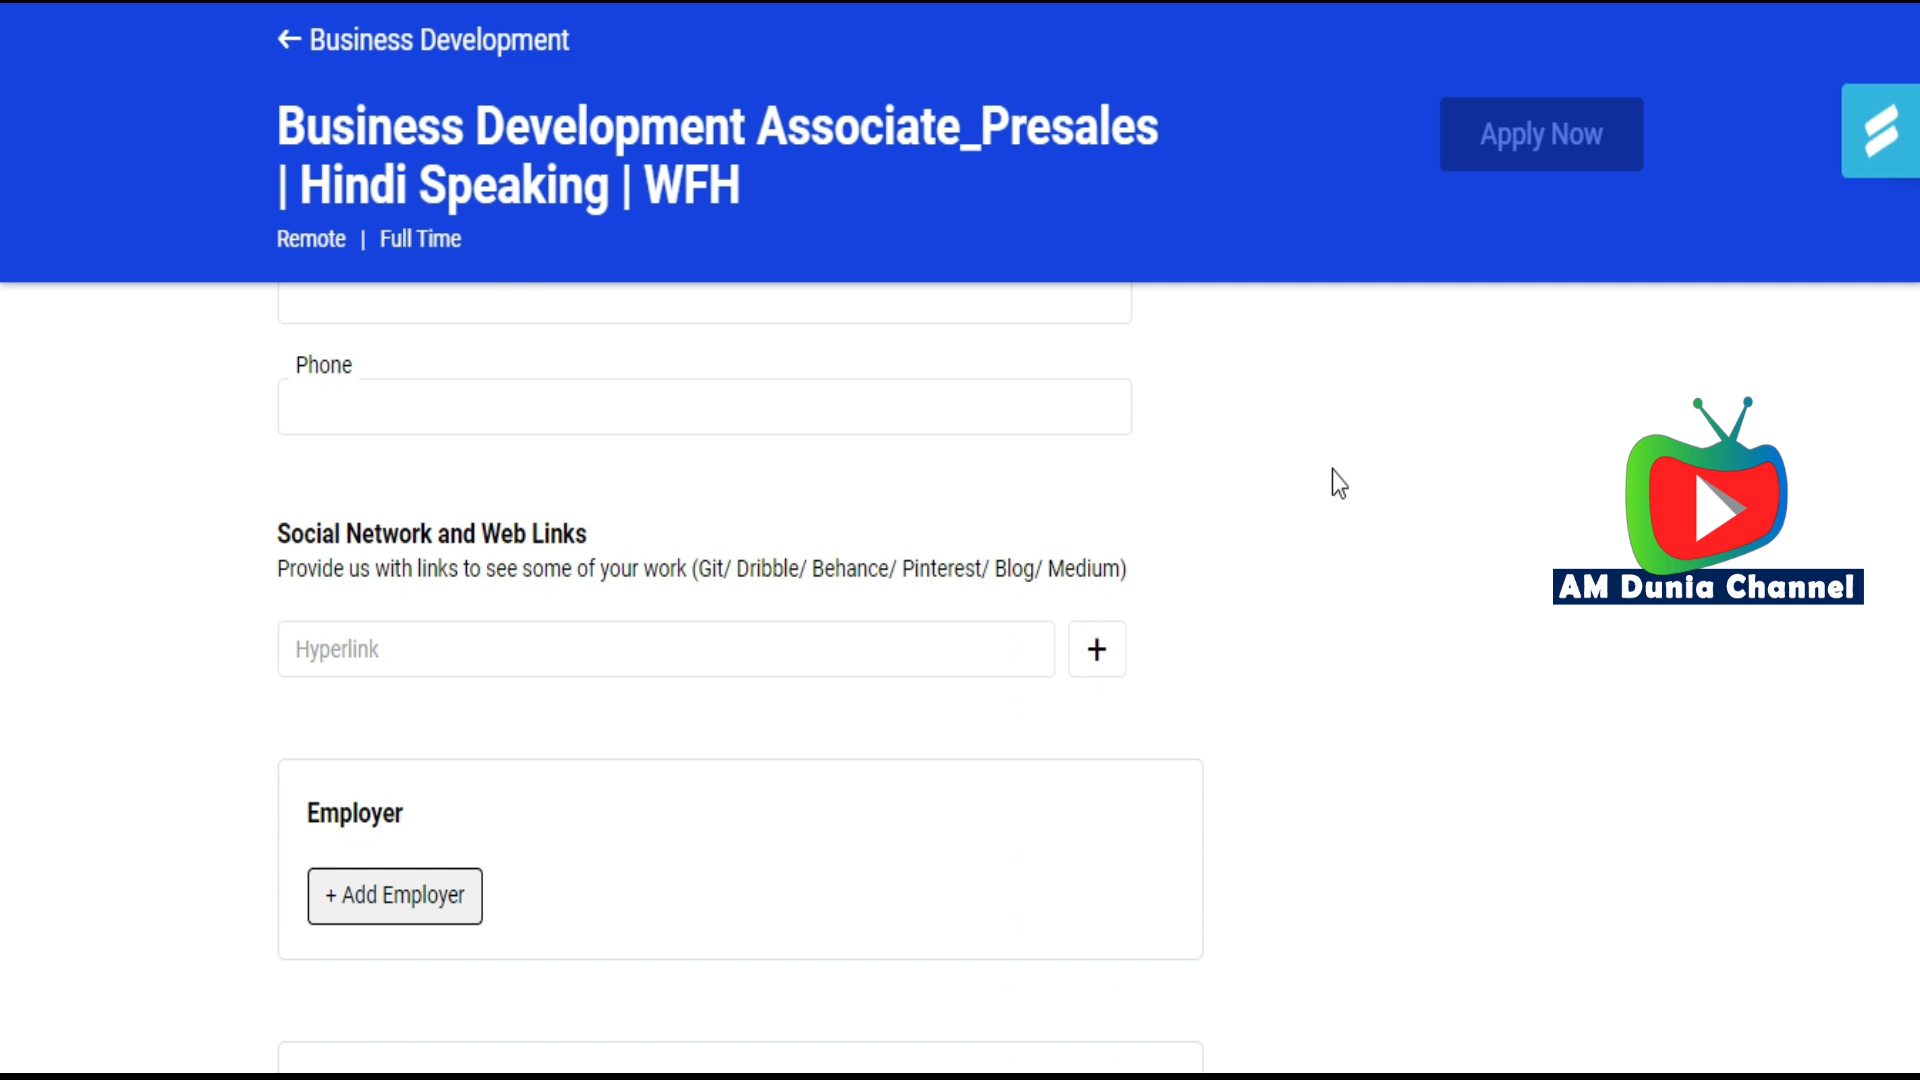 Business Development
Business Development Associate_Presales
| Hindi Speaking | WFH
Remote | Full Time
Apply Now
Phone
Social Network and Web Links
Provide us with links to see some of your work (Git/ Dribble/ Behance/ Pinterest/ Blog/ Medium)
Hyperlink
+
AM Dunia Channel
Employer
+ Add Employer